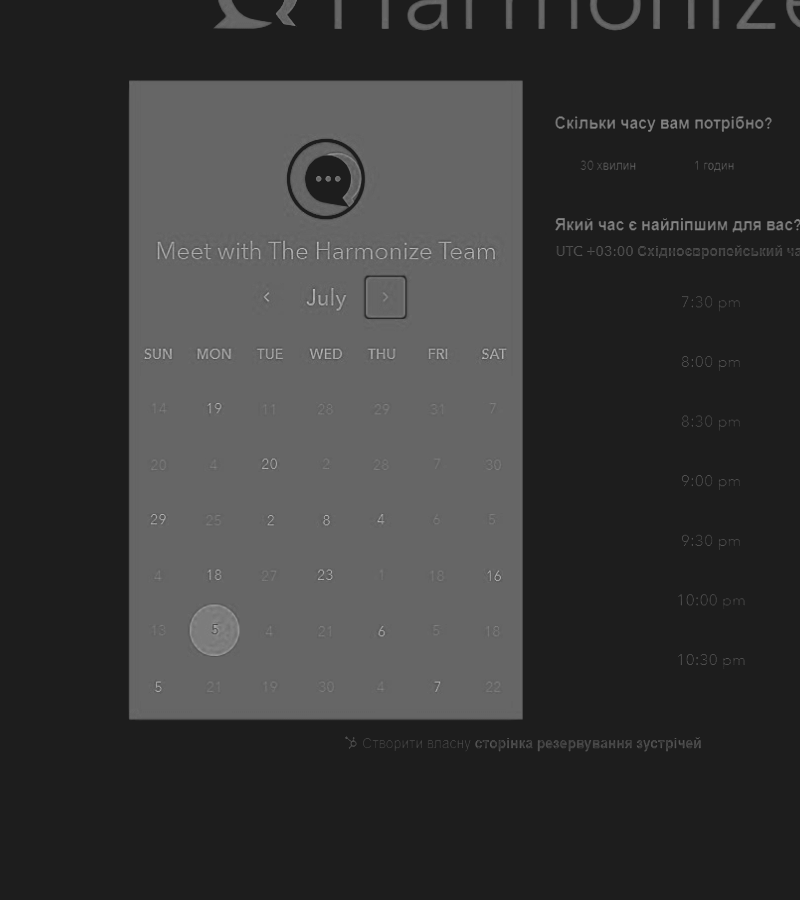 Harmonize
Meet with The Harmonize Team
July
SUN MON TUE WED THU FRI SAT
14 19 11 28 29 31 7
20 4 20 2 28 7 30
29 25 2 8 4 6 5
4 18 27 23 1 18 16
13 5 4 21 6 5 18
5 21 19 30 4 7 22
Скільки часу вам потрібно?
30 хвилин 1 годин
Який час є найліпшим для вас?
UTC +03:00 Східноєвропейський ча
7:30 pm
8:00 pm
8:30 pm
9:00 pm
9:30 pm
10:00 pm
10:30 pm
Створити власну сторінка резервування зустрічей